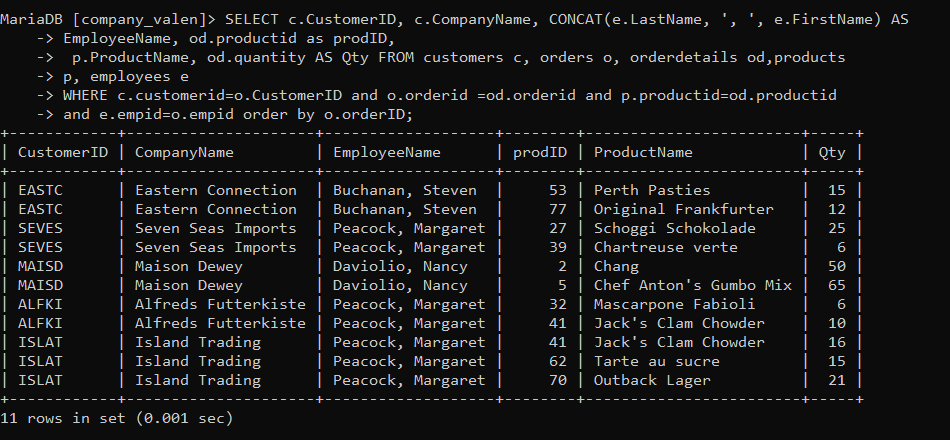 MariaDB [company_valen]> SELECT c.CustomerID, c.CompanyName, CONCAT(e.LastName, ', ', e.FirstName) AS
    -> EmployeeName, od.productid as prodID,
    ->  p.ProductName, od.quantity AS Qty FROM customers c, orders o, orderdetails od,products
    -> p, employees e
    -> WHERE c.customerid=o.CustomerID and o.orderid =od.orderid and p.productid=od.productid
    -> and e.empid=o.empid order by o.orderID;
+------------+--------------------+-------------------+--------+------------------------+-----+
| CustomerID | CompanyName        | EmployeeName      | prodID | ProductName            | Qty |
+------------+--------------------+-------------------+--------+------------------------+-----+
| EASTC      | Eastern Connection | Buchanan, Steven  |     53 | Perth Pasties          |  15 |
| EASTC      | Eastern Connection | Buchanan, Steven  |     77 | Original Frankfurter   |  12 |
| SEVES      | Seven Seas Imports | Peacock, Margaret |     27 | Schoggi Schokolade     |  25 |
| SEVES      | Seven Seas Imports | Peacock, Margaret |     39 | Chartreuse verte       |   6 |
| MAISD      | Maison Dewey       | Daviolio, Nancy   |      2 | Chang                  |  50 |
| MAISD      | Maison Dewey       | Daviolio, Nancy   |      5 | Chef Anton's Gumbo Mix |  65 |
| ALFKI      | Alfreds Futterkiste | Peacock, Margaret |     32 | Mascarpone Fabioli     |   6 |
| ALFKI      | Alfreds Futterkiste | Peacock, Margaret |     41 | Jack's Clam Chowder    |  10 |
| ISLAT      | Island Trading     | Peacock, Margaret |     41 | Jack's Clam Chowder    |  16 |
| ISLAT      | Island Trading     | Peacock, Margaret |     62 | Tarte au sucre         |  15 |
| ISLAT      | Island Trading     | Peacock, Margaret |     70 | Outback Lager          |  21 |
+------------+--------------------+-------------------+--------+------------------------+-----+
11 rows in set (0.001 sec)